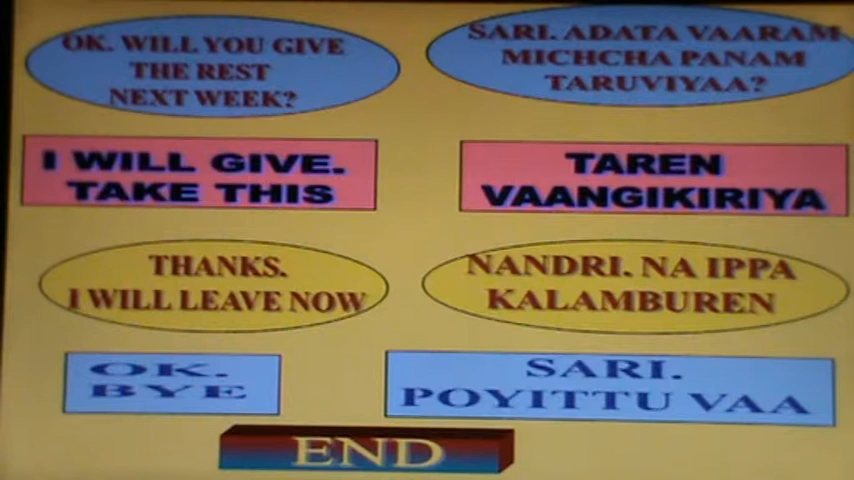 OK. WILL YOU GIVE
THE REST
NEXT WEEK?
SARI. ADATA VAARAM
MICHCHA PANAM
TARUVIYAA?
I WILL GIVE.
TAKE THIS
TAREN
VAANGIKIRIYA
THANKS.
I WILL LEAVE NOW
NANDRI. NA IPPA
KALAMBUREN
OK.
BYE
SARI.
POYITTU VAA
END